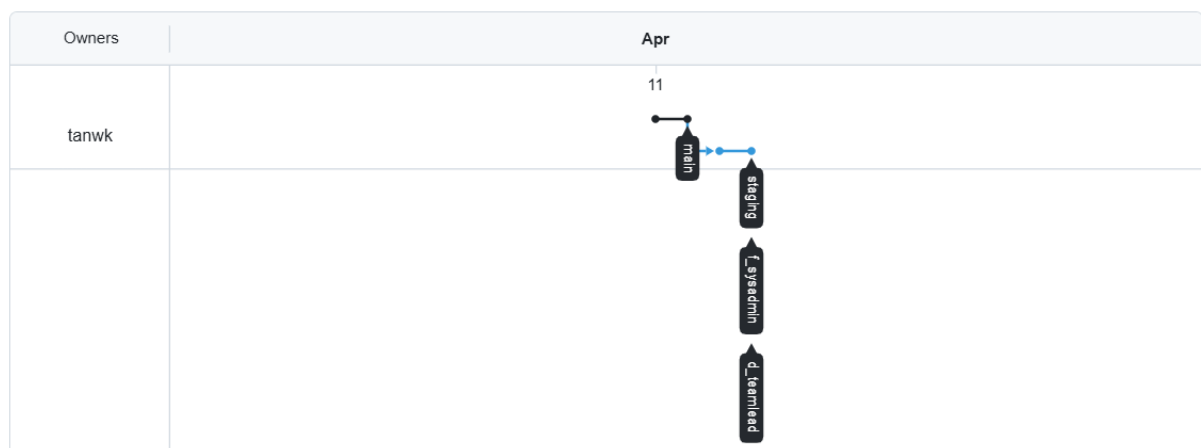 Owners
Apr
11
tanwk
main
staging
f_sysadmin
d_teamlead